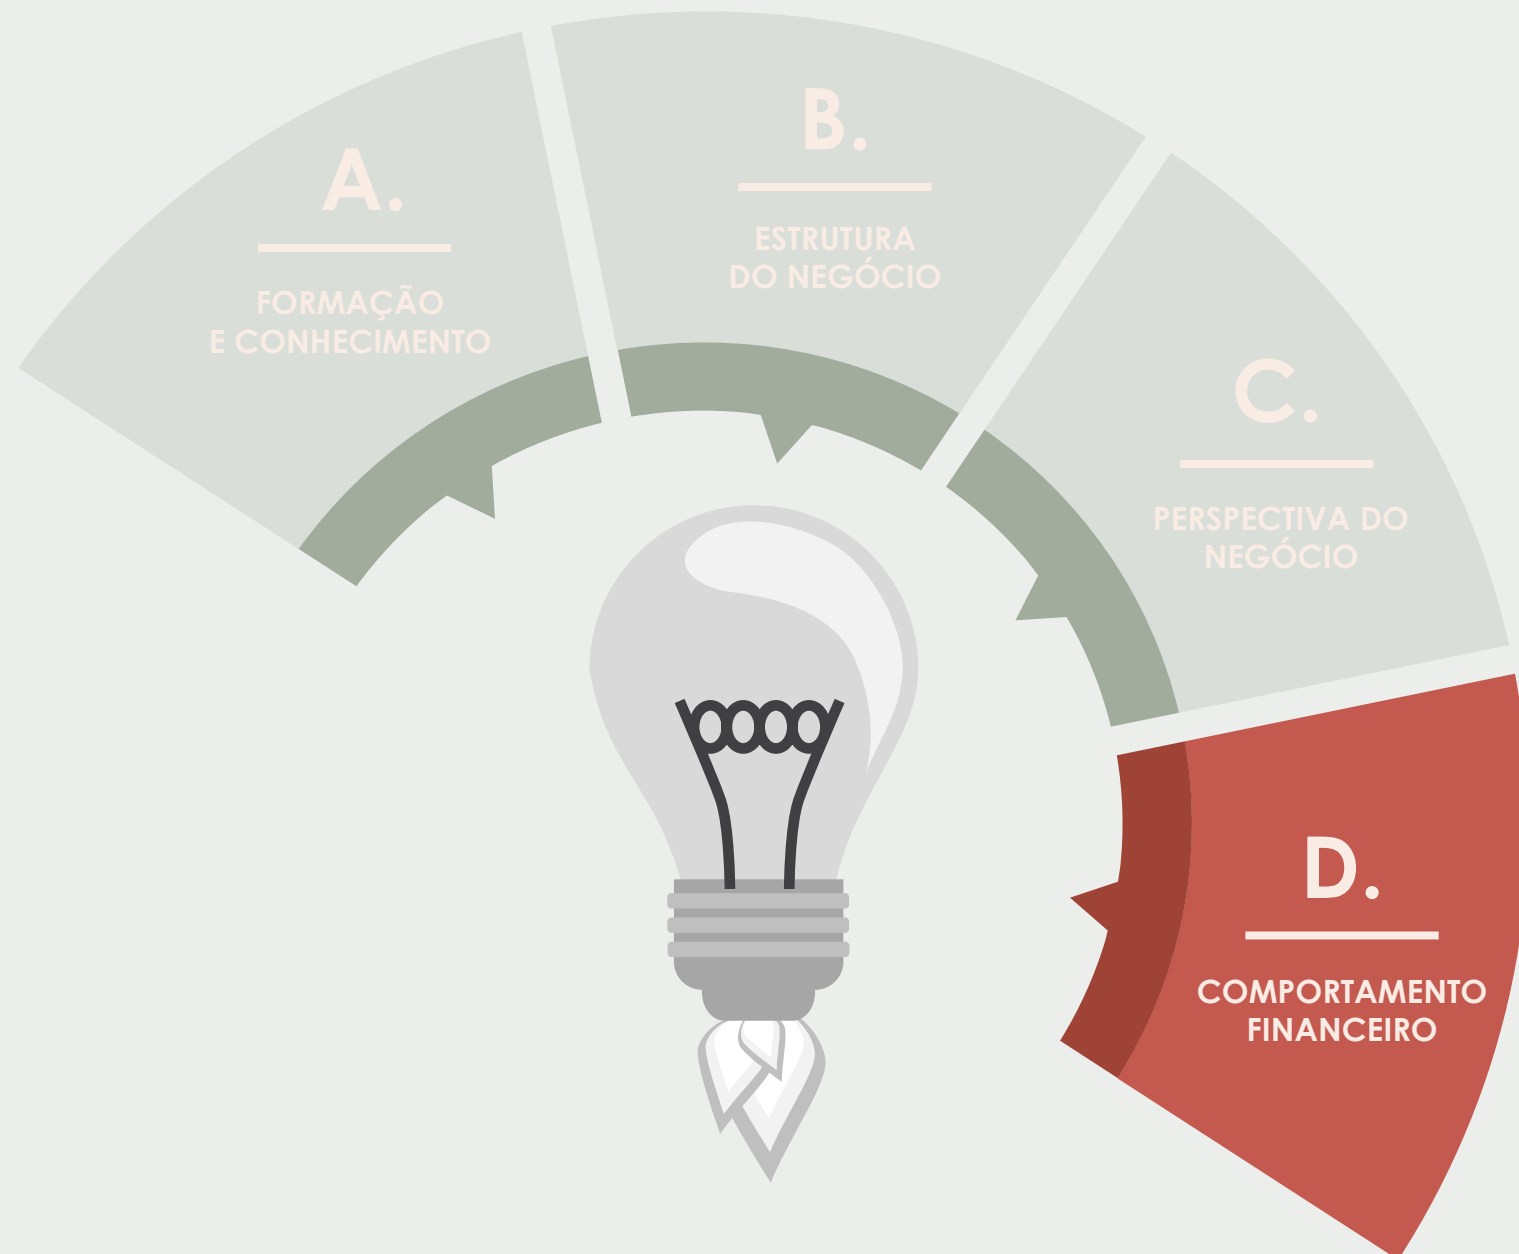 A.
FORMAÇÃO
E CONHECIMENTO
B.
ESTRUTURA
DO NEGÓCIO
C.
PERSPECTIVA DO
NEGÓCIO
D.
COMPORTAMENTO
FINANCEIRO